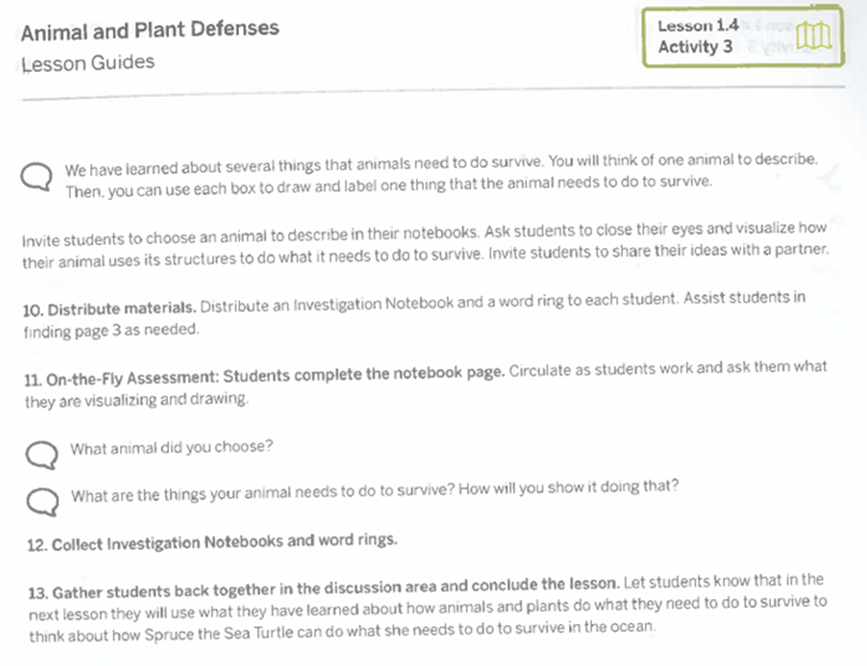 Animal and Plant Defenses
Lesson Guides
Lesson 1.4
Activity 3
We have learned about several things that animals need to do survive. You will think of one animal to describe.
Then, you can use each box to draw and label one thing that the animal needs to do to survive.
Invite students to choose an animal to describe in their notebooks. Ask students to close their eyes and visualize how
their animal uses its structures to do what it needs to do to survive. Invite students to share their ideas with a partner.
10. Distribute materials. Distribute an Investigation Notebook and a word ring to each student. Assist students in
finding page 3 as needed.
11. On-the-Fly Assessment: Students complete the notebook page. Circulate as students work and ask them what
they are visualizing and drawing.
What animal did you choose?
What are the things your animal needs to do to survive? How will you show it doing that?
12. Collect Investigation Notebooks and word rings.
13. Gather students back together in the discussion area and conclude the lesson. Let students know that in the
next lesson they will use what they have learned about how animals and plants do what they need to do to survive to
think about how Spruce the Sea Turtle can do what she needs to do to survive in the ocean.